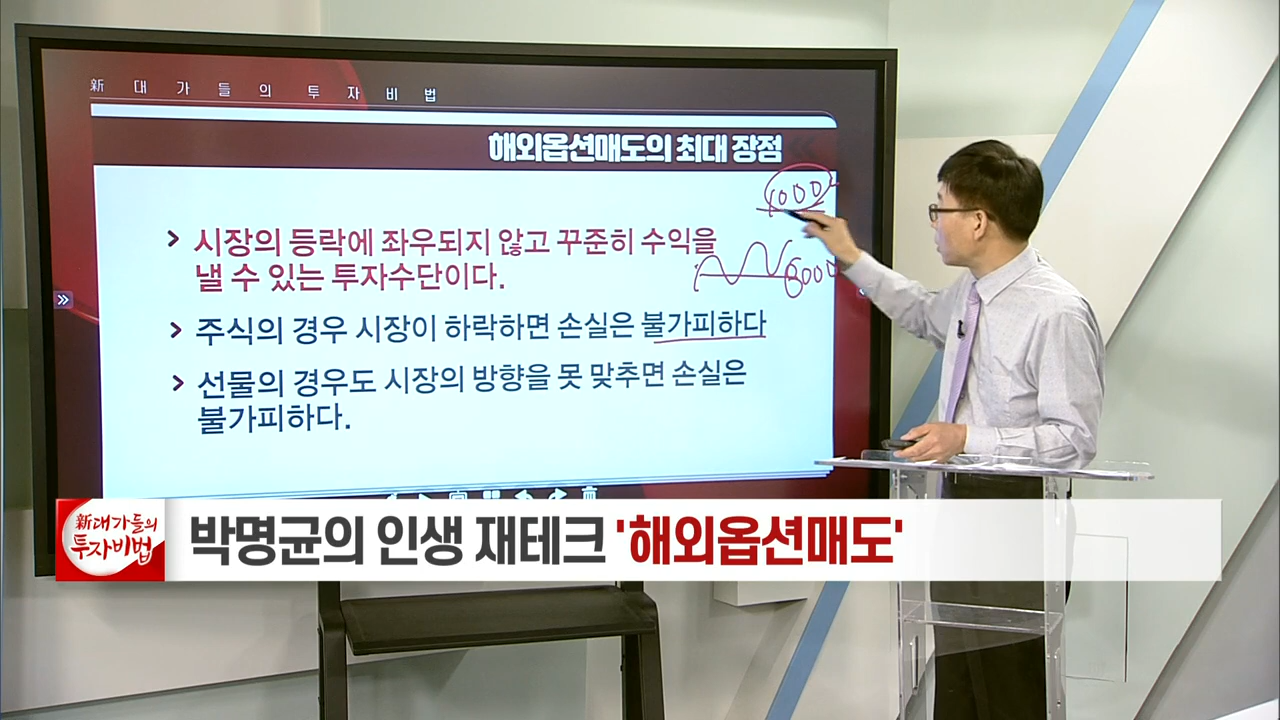 新 대 가 들 의 투 자 비 법
해외옵션매도의 최대 장점
1000
› 시장의 등락에 좌우되지 않고 꾸준히 수익을
낼 수 있는 투자수단이다.
8000
› 주식의 경우 시장이 하락하면 손실은 불가피하다
› 선물의 경우도 시장의 방향을 못 맞추면 손실은
불가피하다.
新대가들의
투자비법
박명균의 인생 재테크 '해외옵션매도'